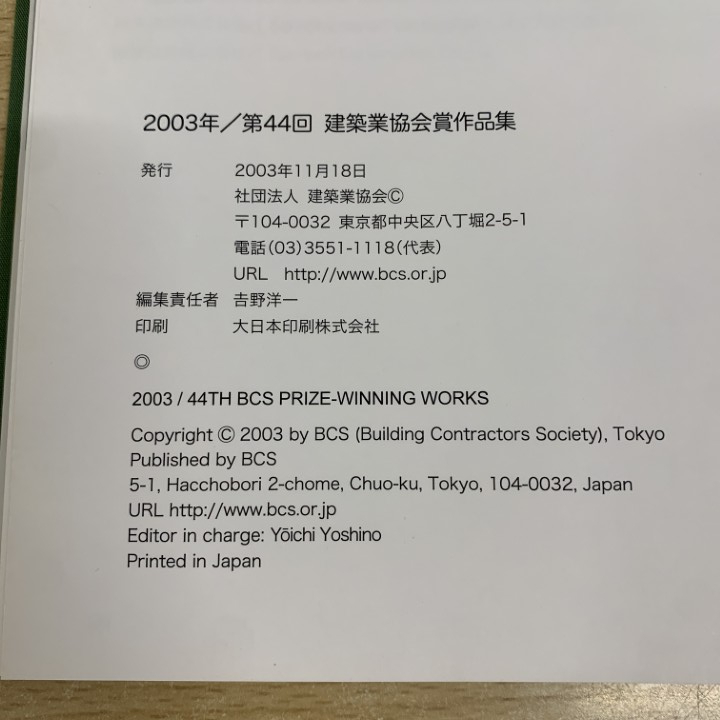 2003年／第44回 建築業協会賞作品集
発行 2003年11月18日
社団法人 建築業協会Ⓒ
〒104-0032 東京都中央区八丁堀2-5-1
電話(03)3551-1118(代表)
URL http://www.bcs.or.jp
編集責任者 吉野洋一
印刷 大日本印刷株式会社
◎
2003 / 44TH BCS PRIZE-WINNING WORKS
Copyright Ⓒ 2003 by BCS (Building Contractors Society), Tokyo
Published by BCS
5-1, Hacchobori 2-chome, Chuo-ku, Tokyo, 104-0032, Japan
URL http://www.bcs.or.jp
Editor in charge: Yōichi Yoshino
Printed in Japan